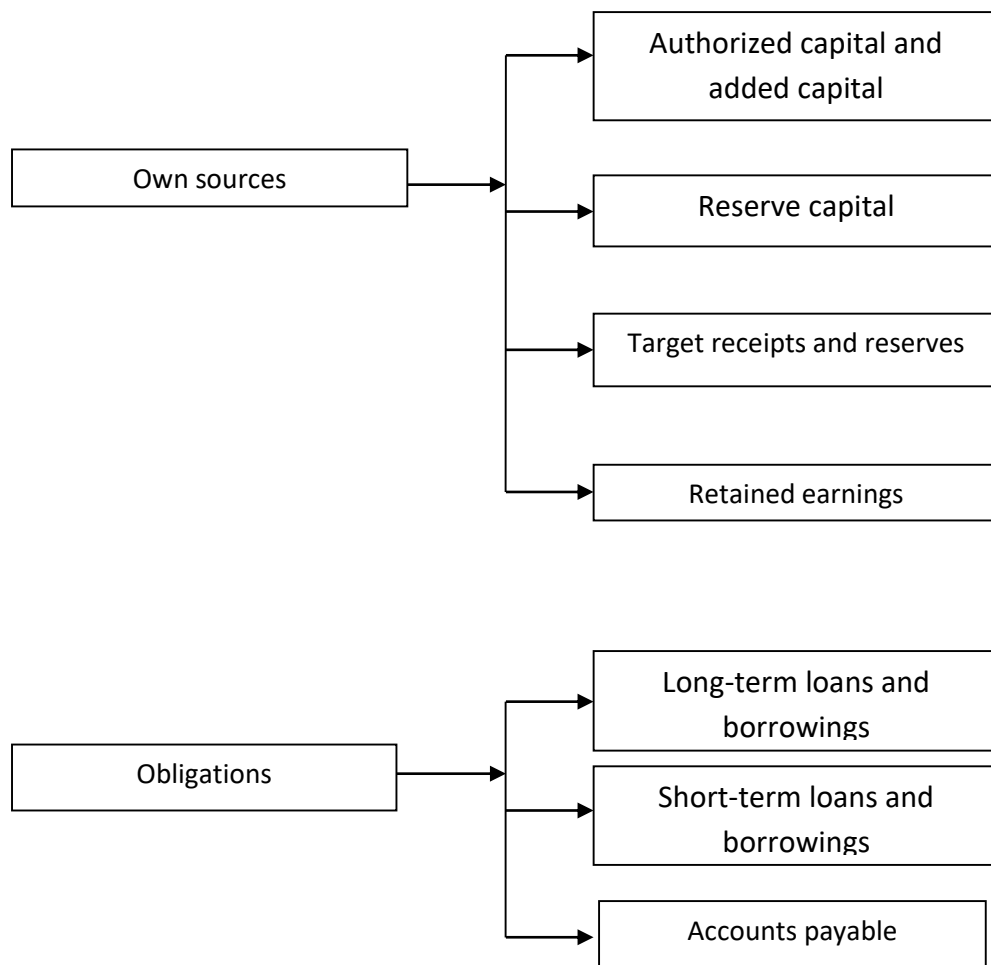 Own sources
Authorized capital and
added capital
Reserve capital
Target receipts and reserves
Retained earnings
Obligations
Long-term loans and
borrowings
Short-term loans and
borrowings
Accounts payable